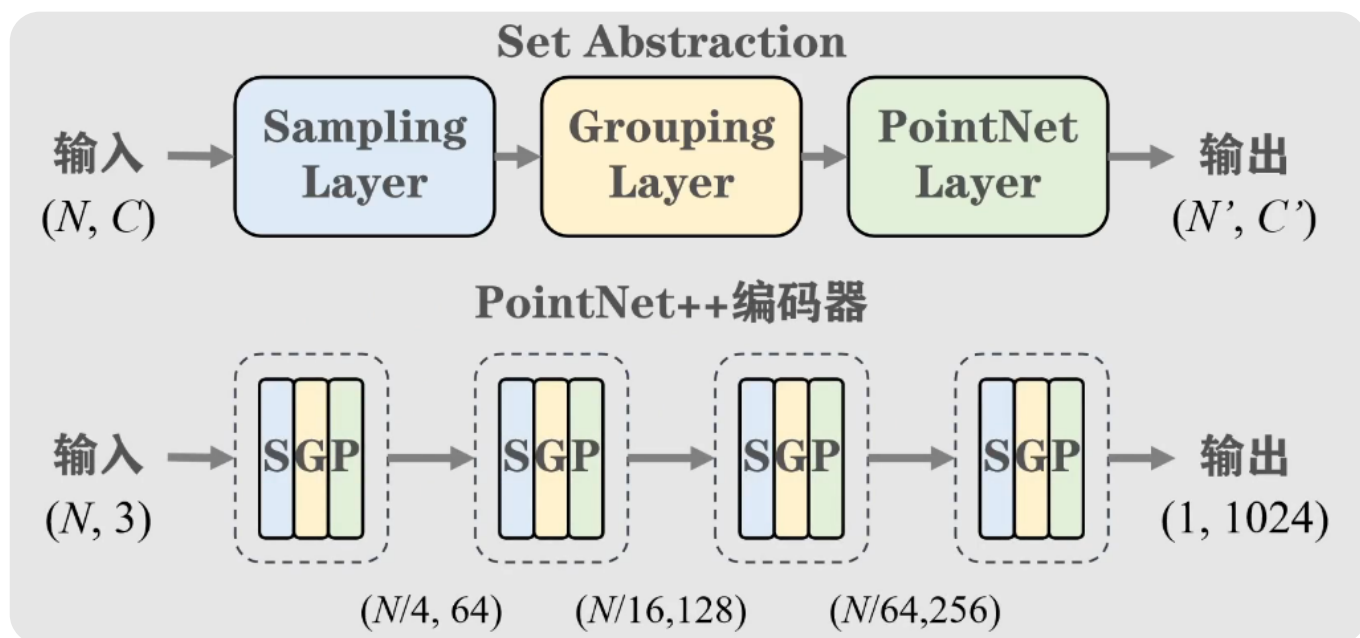 Set Abstraction
输入
(N, C)
Sampling
Layer
Grouping
Layer
PointNet
Layer
输出
(N’, C’)
PointNet++编码器
输入
(N, 3)
SGP
SGP
SGP
SGP
输出
(1, 1024)
(N/4, 64)
(N/16,128)
(N/64,256)